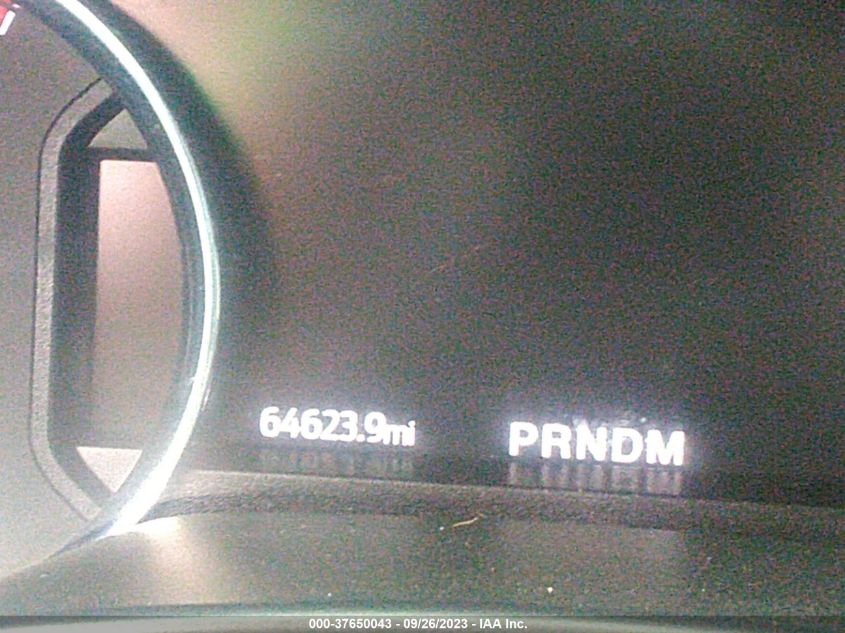 64623.9mi
PRNDM
000-37650043 - 09/26/2023 - IAA Inc.